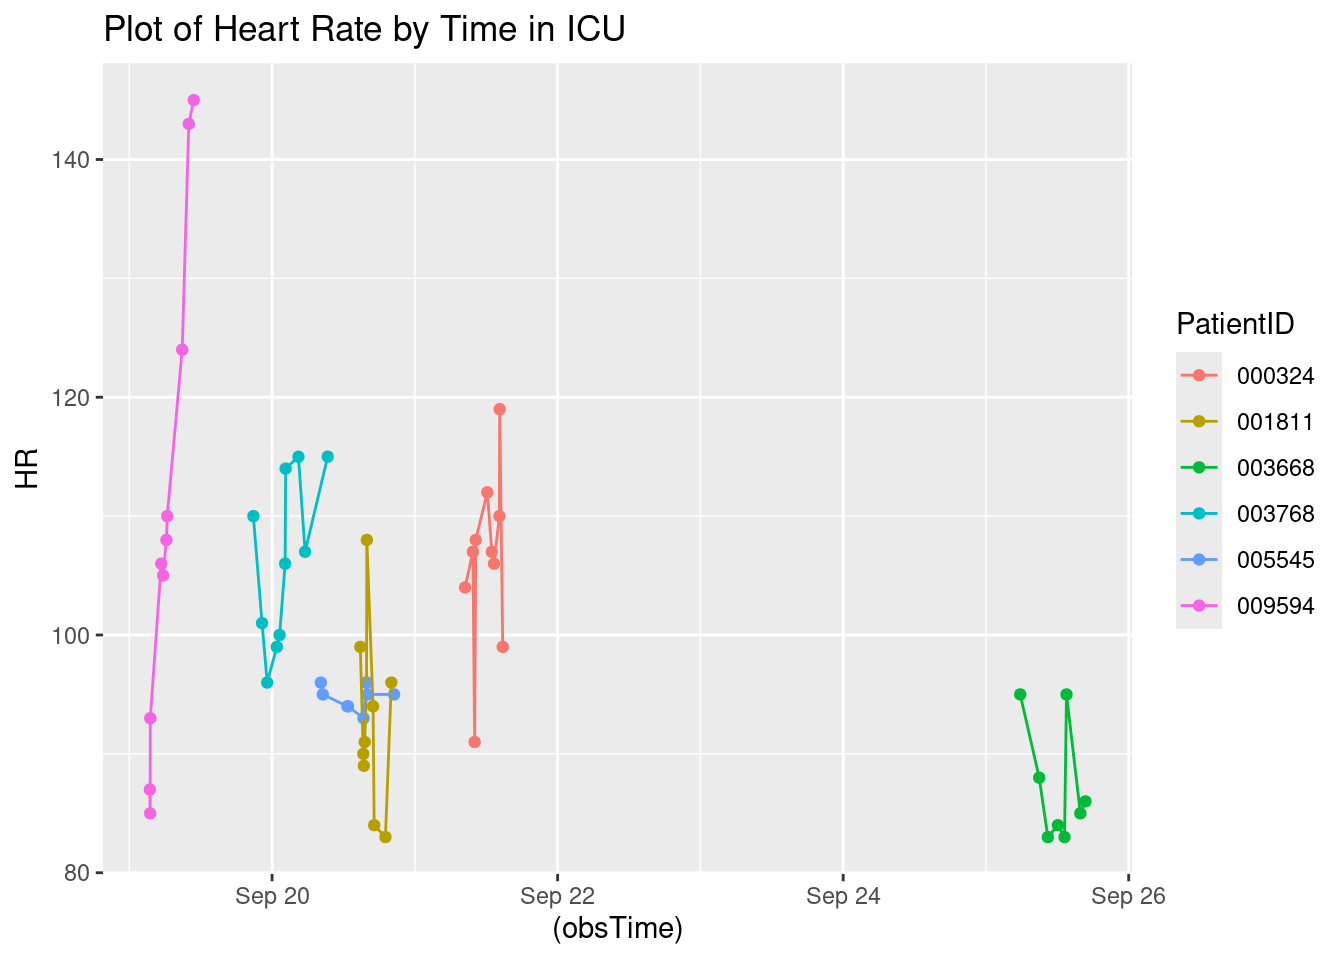 Plot of Heart Rate by Time in ICU
140
120
100
80
HR
Sep 20
Sep 22
Sep 24
Sep 26
(obsTime)
PatientID
000324
001811
003668
003768
005545
009594